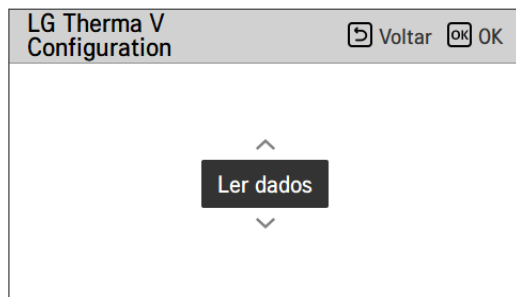 LG Therma V
Configuration
Voltar OK OK
Ler dados